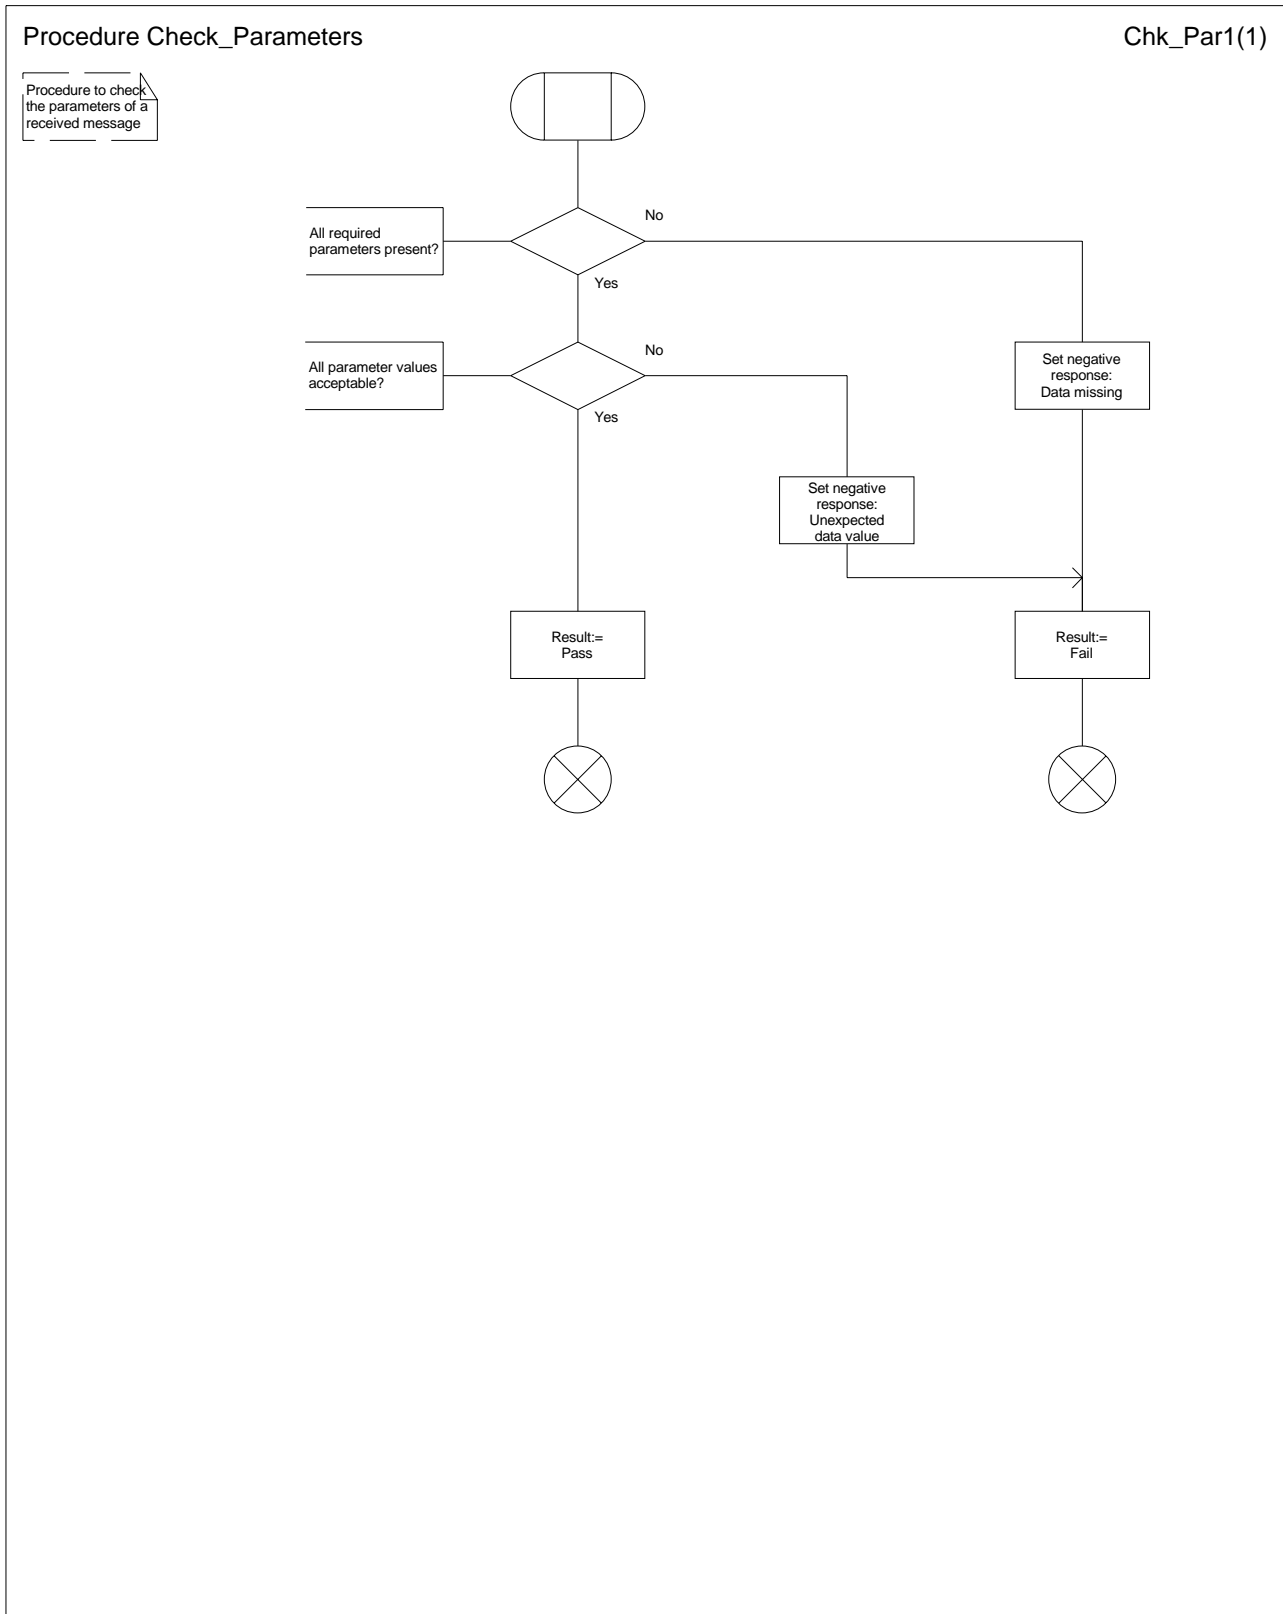 Procedure Check_Parameters
Chk_Par1(1)
Procedure to check
the parameters of a
received message
No
All required
parameters present?
Yes
No
All parameter values
acceptable?
Set negative
response:
Data missing
Yes
Set negative
response:
Unexpected
data value
Result:=
Pass
Result:=
Fail